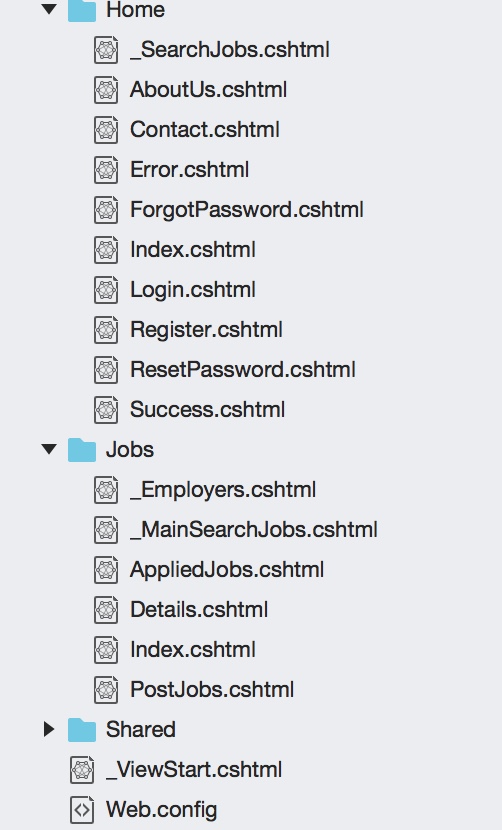 Home
_SearchJobs.cshtml
AboutUs.cshtml
Contact.cshtml
Error.cshtml
ForgotPassword.cshtml
Index.cshtml
Login.cshtml
Register.cshtml
ResetPassword.cshtml
Success.cshtml
Jobs
_Employers.cshtml
_MainSearchJobs.cshtml
AppliedJobs.cshtml
Details.cshtml
Index.cshtml
PostJobs.cshtml
Shared
_ViewStart.cshtml
Web.config